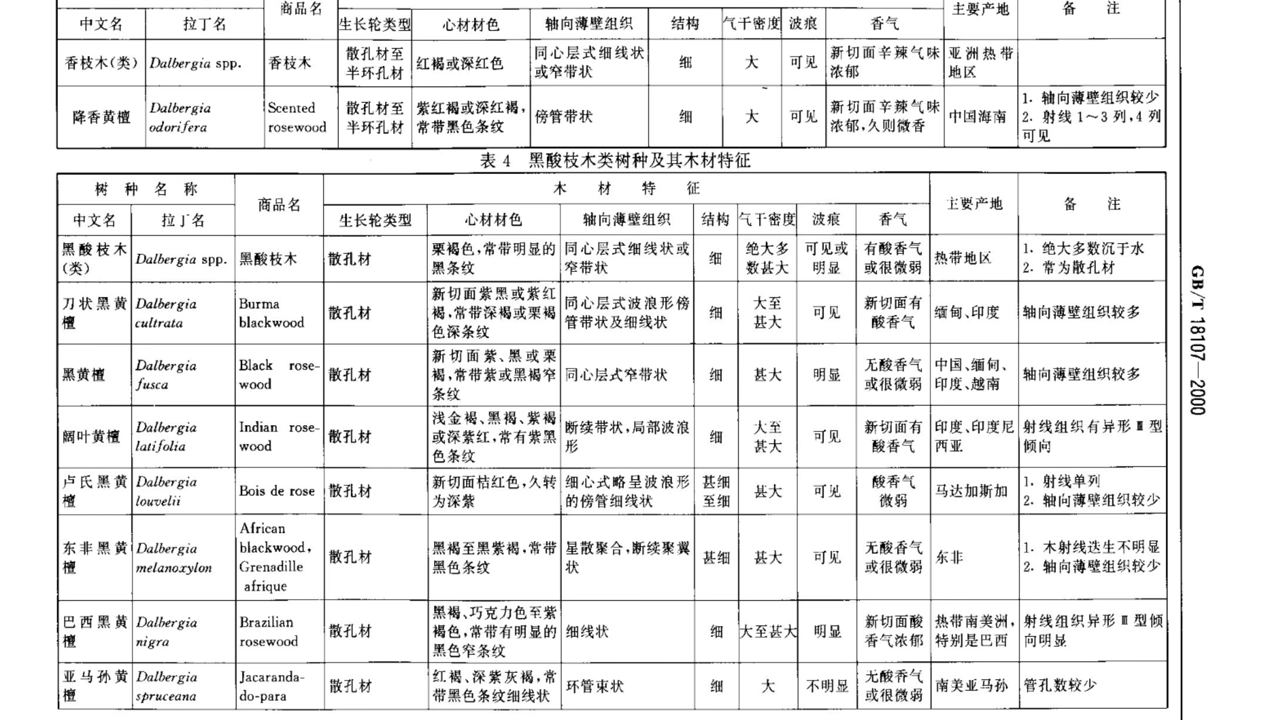 商品名 主要产地 备 注
中文名 拉丁名 生长轮类型 心材材色 轴向薄壁组织 结构 气干密度 波痕 香气
香枝木(类) Dalbergia spp. 香枝木 散孔材至 半环孔材 红褐或深红色 同心层式细线状 或窄带状 细 大 可见 新切面辛辣气味 浓郁 亚洲热带 地区
降香黄檀 Dalbergia odorifera Scented rosewood 散孔材至 半环孔材 紫红褐或深红褐, 常带黑色条纹 傍管带状 细 大 可见 新切面辛辣气味 浓郁,久则微香 中国海南 1. 轴向薄壁组织较少 2. 射线1~3列,4列 可见
表 4 黑酸枝木类树种及其木材特征
树 种 名 称 商品名 木 材 特 征 主要产地 备 注
中文名 拉丁名 生长轮类型 心材材色 轴向薄壁组织 结构 气干密度 波痕 香气
黑酸枝木 (类) Dalbergia spp. 黑酸枝木 散孔材 栗褐色,常带明显的 黑条纹 同心层式细线状或 窄带状 细 绝大多 数甚大 可见或 明显 有酸香气 或很微弱 热带地区 1. 绝大多数沉于水 2. 常为散孔材
刀状黑黄 檀 Dalbergia cultrata Burma blackwood 散孔材 新切面紫黑或紫红 褐,常带深褐或栗褐 色深条纹 同心层式波浪形傍 管带状及细线状 细 大至 甚大 可见 新切面有 酸香气 缅甸、印度 轴向薄壁组织较多
黑黄檀 Dalbergia fusca Black rose- wood 散孔材 新切面紫、黑或栗 褐,常带紫或黑褐窄 条纹 同心层式窄带状 细 甚大 明显 无酸香气 或很微弱 中国、缅甸、 印度、越南 轴向薄壁组织较多
阔叶黄檀 Dalbergia latifolia Indian rose- wood 散孔材 浅金褐、黑褐、紫褐 或深紫红,常有紫黑 色条纹 断续带状,局部波浪 形 细 大至 甚大 可见 新切面有 酸香气 印度、印度尼 西亚 射线组织有异形Ⅲ型 倾向
卢氏黑黄 檀 Dalbergia louvelii Bois de rose 散孔材 新切面桔红色,久转 为深紫 细心式略呈波浪形 的傍管细线状 甚细 至细 甚大 可见 酸香气 微弱 马达加斯加 1. 射线单列 2. 轴向薄壁组织较少
东非黑黄 檀 Dalbergia melanoxylon African blackwood, Grenadille afrique 散孔材 黑褐至黑紫褐,常带 黑色条纹 星散聚合,断续聚翼 状 甚细 甚大 可见 无酸香气 或很微弱 东非 1. 木射线迭生不明显 2. 轴向薄壁组织较少
巴西黑黄 檀 Dalbergia nigra Brazilian rosewood 散孔材 黑褐、巧克力色至紫 褐色,常带有明显的 黑色窄条纹 细线状 细 大至甚大 明显 新切面酸 香气浓郁 热带南美洲, 特别是巴西 射线组织异形Ⅲ型倾 向明显
亚马孙黄 檀 Dalbergia spruceana Jacaranda- do-para 散孔材 红褐、深紫灰褐,常 带黑色条纹细线状 环管束状 细 大 不明显 无酸香气 或很微弱 南美亚马孙 管孔数较少
GB/T 18107—2000